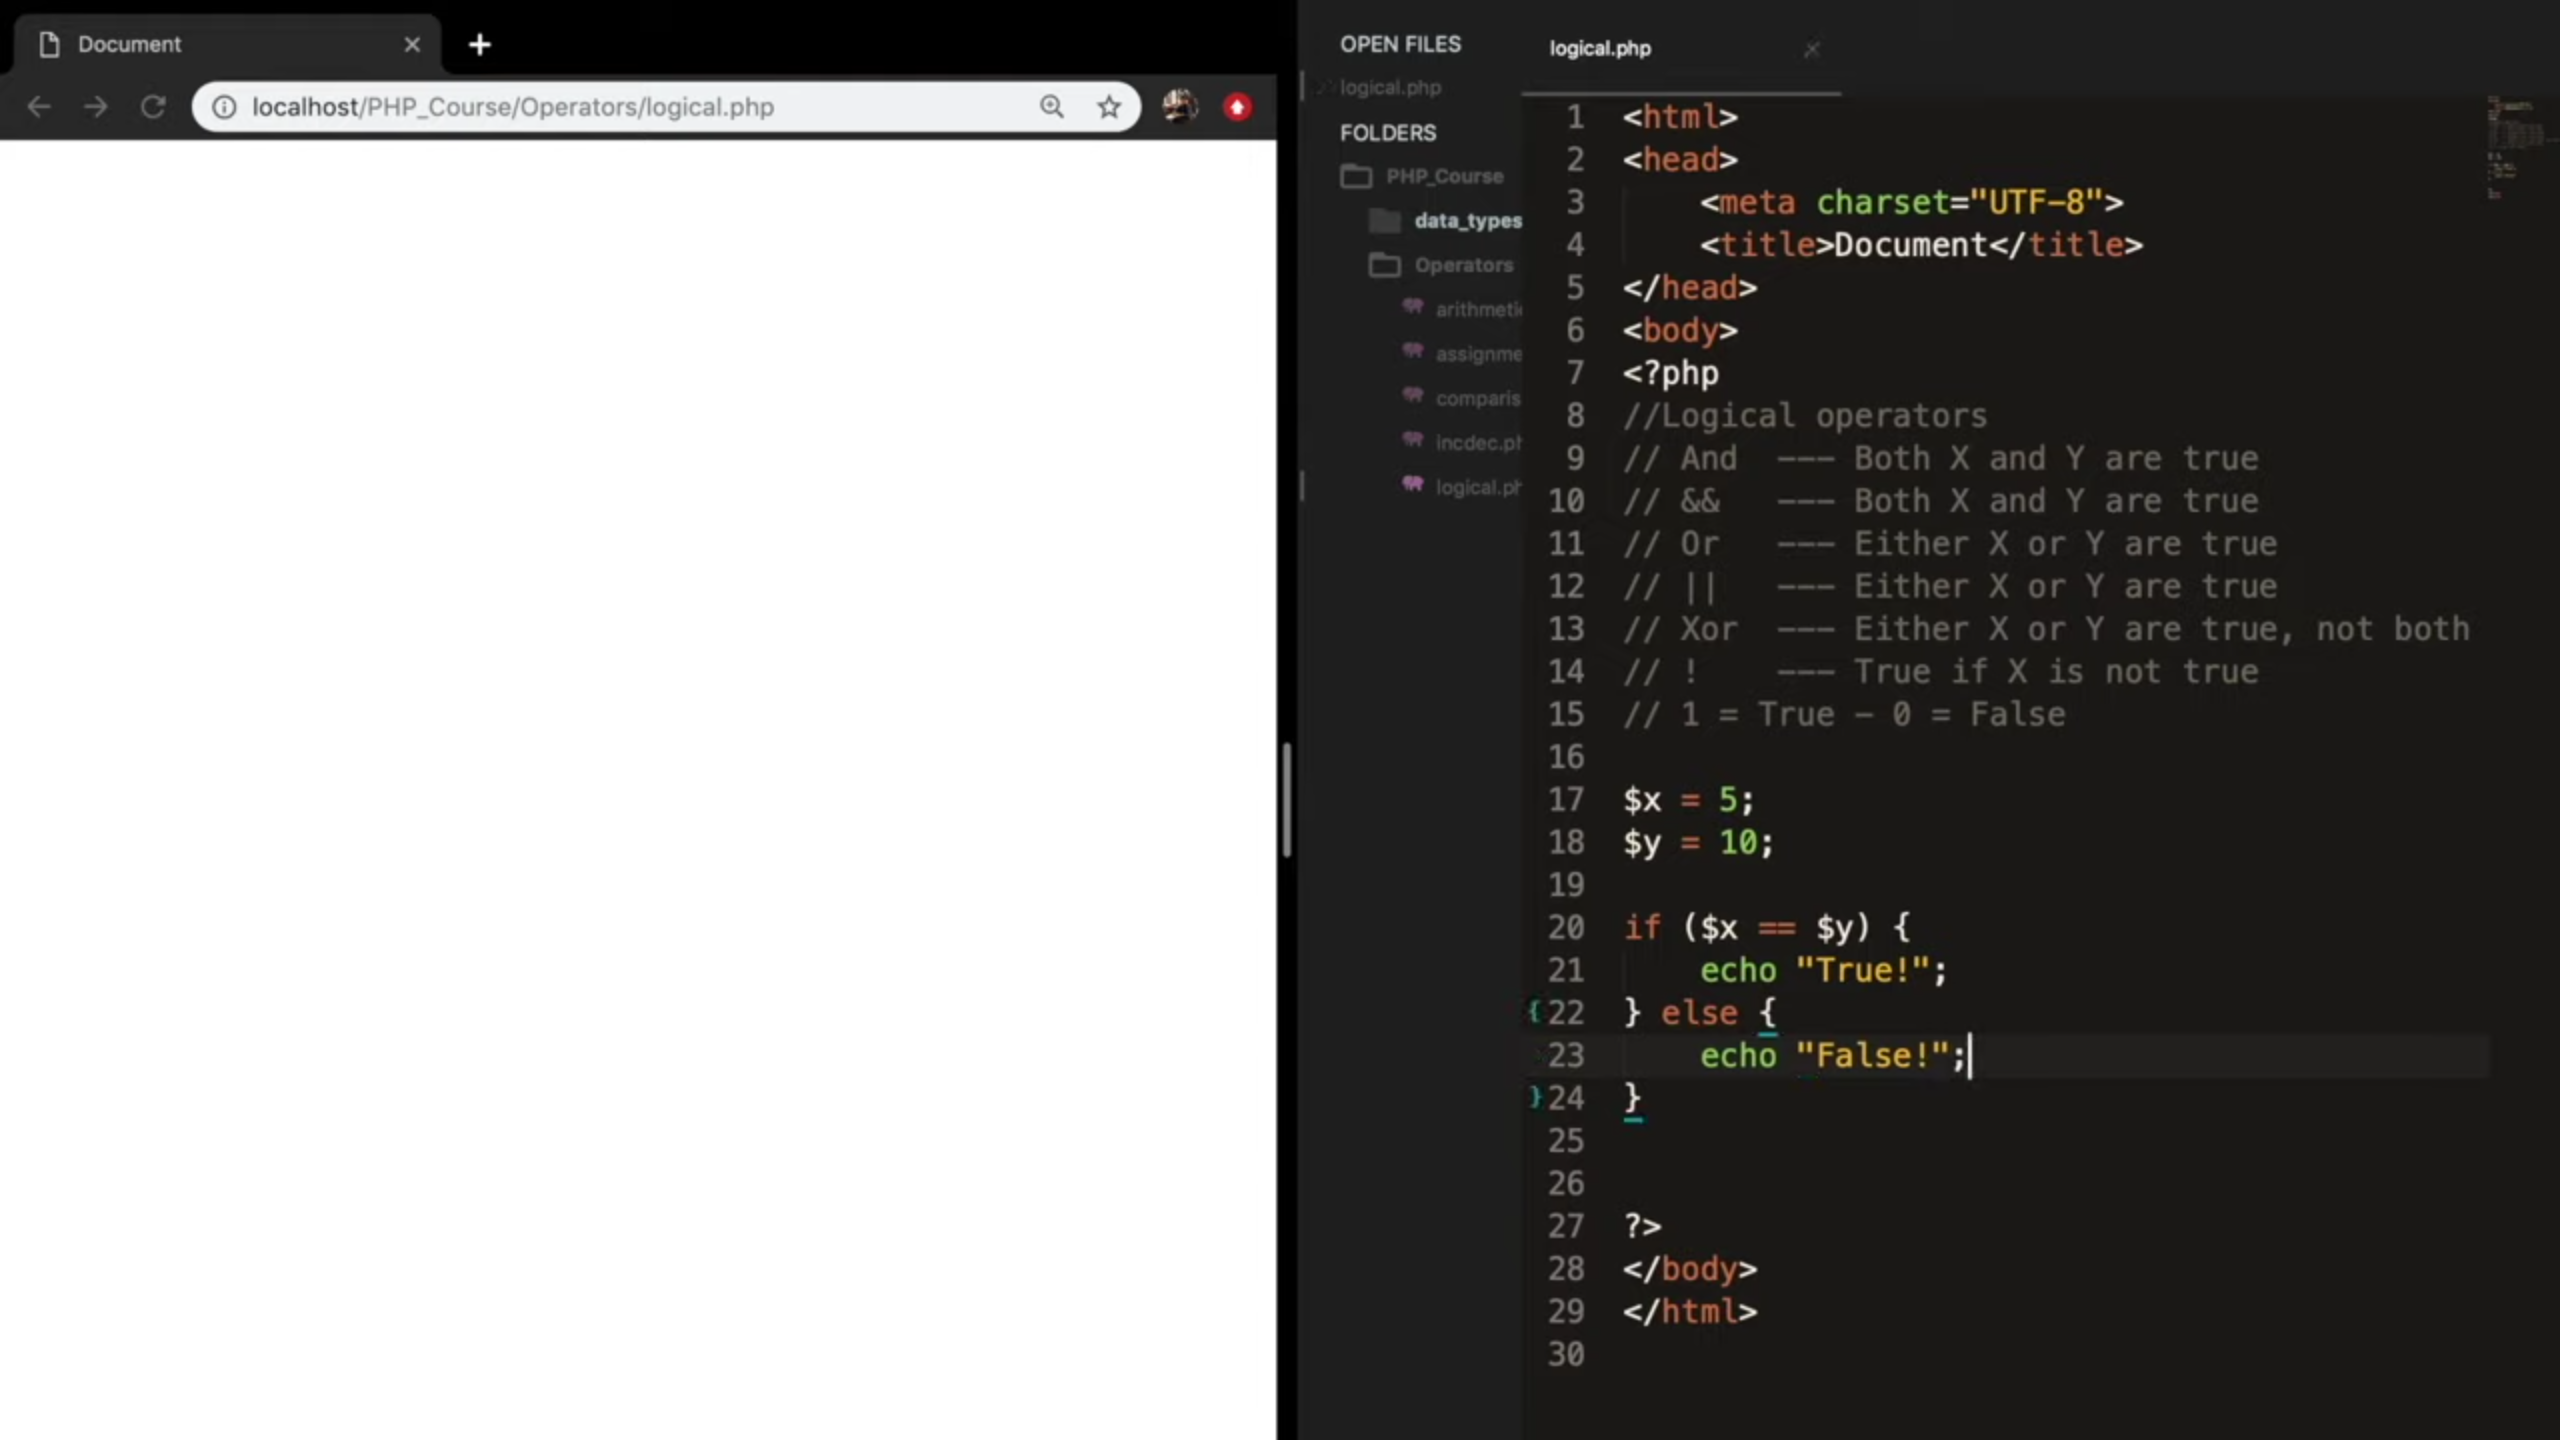 Document
localhost/PHP_Course/Operators/logical.php
OPEN FILES
logical.php
FOLDERS
PHP_Course
data_types
Operators
arithmetic
assignme
comparis
incdec.ph
logical.ph
logical.php
1 <html>
2 <head>
3 <meta charset="UTF-8">
4 <title>Document</title>
5 </head>
6 <body>
7 <?php
8 //Logical operators
9 // And --- Both X and Y are true
10 // && --- Both X and Y are true
11 // Or --- Either X or Y are true
12 // || --- Either X or Y are true
13 // Xor --- Either X or Y are true, not both
14 // ! --- True if X is not true
15 // 1 = True - 0 = False
16
17 $x = 5;
18 $y = 10;
19
20 if ($x == $y) {
21 echo "True!";
22 } else {
23 echo "False!";
24 }
25
26
27 ?>
28 </body>
29 </html>
30